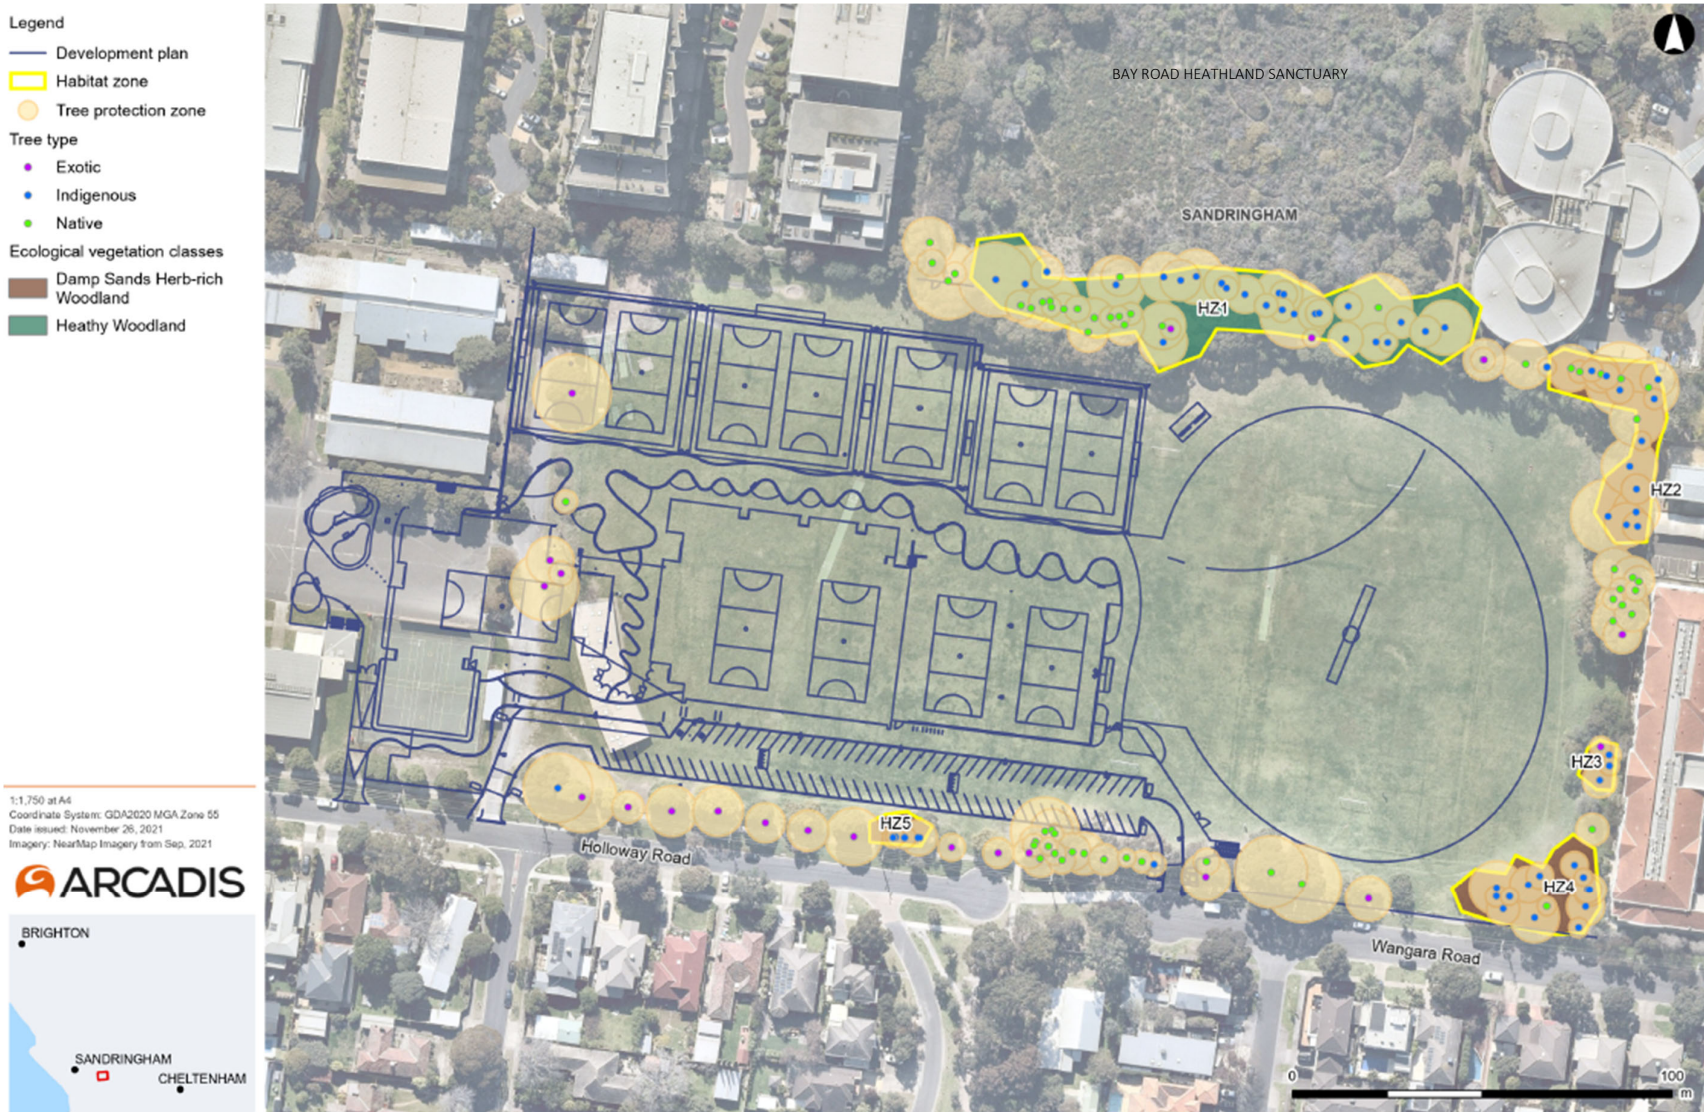 Legend
Development plan
Habitat zone
Tree protection zone
Tree type
Exotic
Indigenous
Native
Ecological vegetation classes
Damp Sands Herb-rich
Woodland
Heathy Woodland
1:1,750 at A4
Coordinate System: GDA2020 MGA Zone 55
Date issued: November 26, 2021
Imagery: NearMap Imagery from Sep, 2021
ARCADIS
BRIGHTON
SANDRINGHAM
CHELTENHAM
BAY ROAD HEATHLAND SANCTUARY
SANDRINGHAM
HZ1
HZ2
HZ3
HZ4
HZ5
Holloway Road
Wangara Road
0
100
m